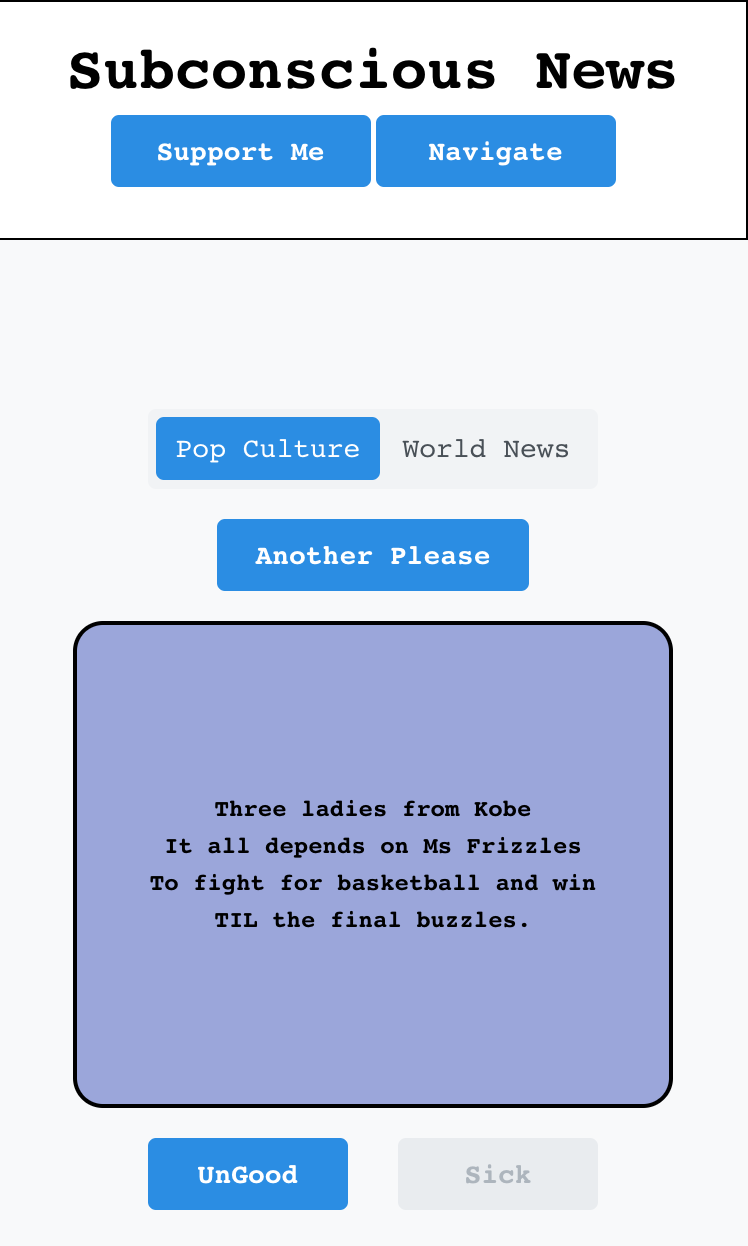 Subconscious News
Support Me Navigate
Pop Culture World News
Another Please
Three ladies from Kobe
It all depends on Ms Frizzles
To fight for basketball and win
TIL the final buzzles.
UnGood Sick